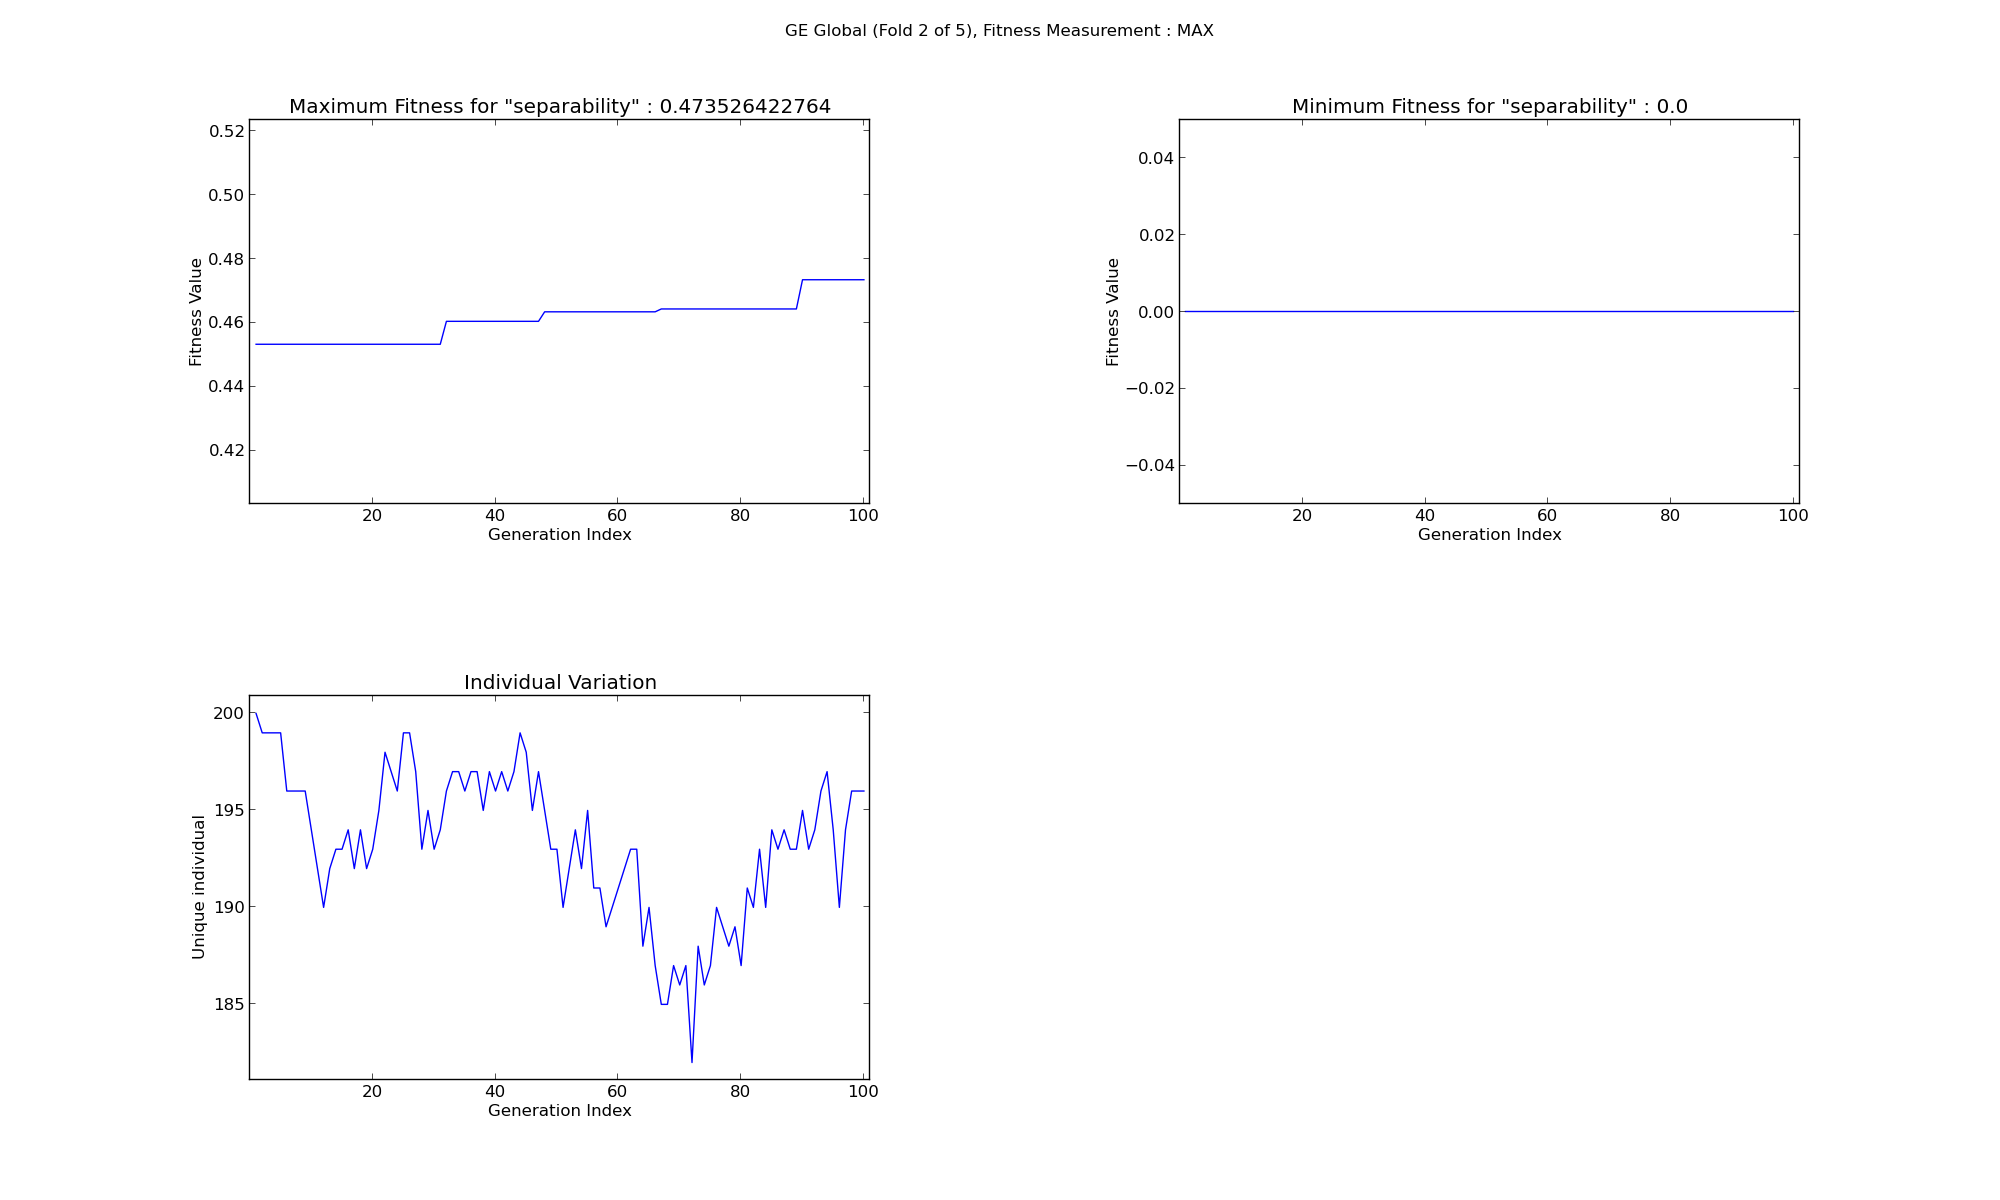 GE Global (Fold 2 of 5), Fitness Measurement : MAX
Maximum Fitness for "separability" : 0.473526422764
0.52
0.50
0.48
0.46
0.44
0.42
Fitness Value
20 40 60 80 100
Generation Index
Minimum Fitness for "separability" : 0.0
0.04
0.02
0.00
−0.02
−0.04
Fitness Value
20 40 60 80 100
Generation Index
Individual Variation
200
195
190
185
Unique individual
20 40 60 80 100
Generation Index